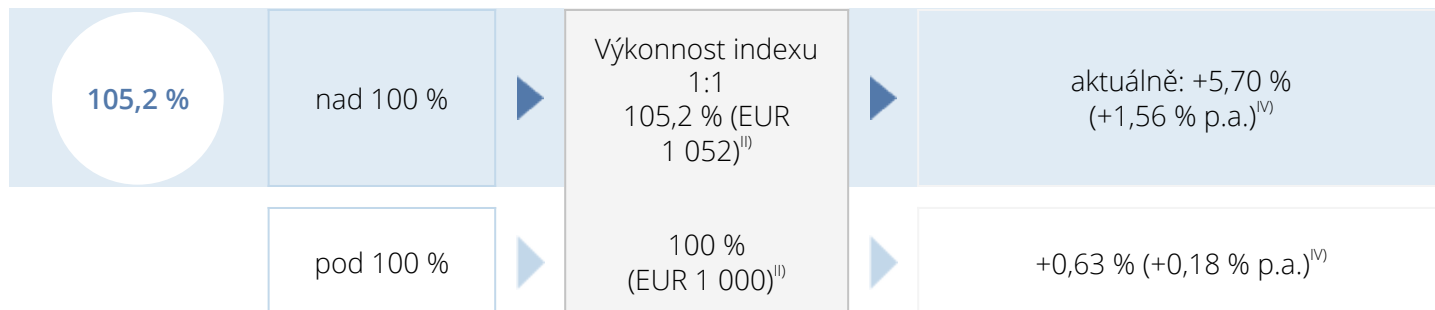 105,2 %
nad 100 %
Výkonnost indexu
1:1
105,2 % (EUR
1 052)II)
aktuálně: +5,70 %
(+1,56 % p.a.)IV)
pod 100 %
100 %
(EUR 1 000)II)
+0,63 % (+0,18 % p.a.)IV)